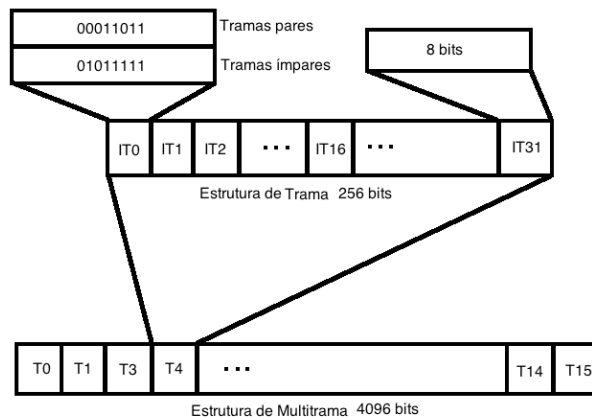 00011011 Tramas pares
01011111 Tramas ímpares
8 bits
IT0 IT1 IT2 ... IT16 ... IT31
Estrutura de Trama 256 bits
T0 T1 T3 T4 ... T14 T15
Estrutura de Multitrama 4096 bits